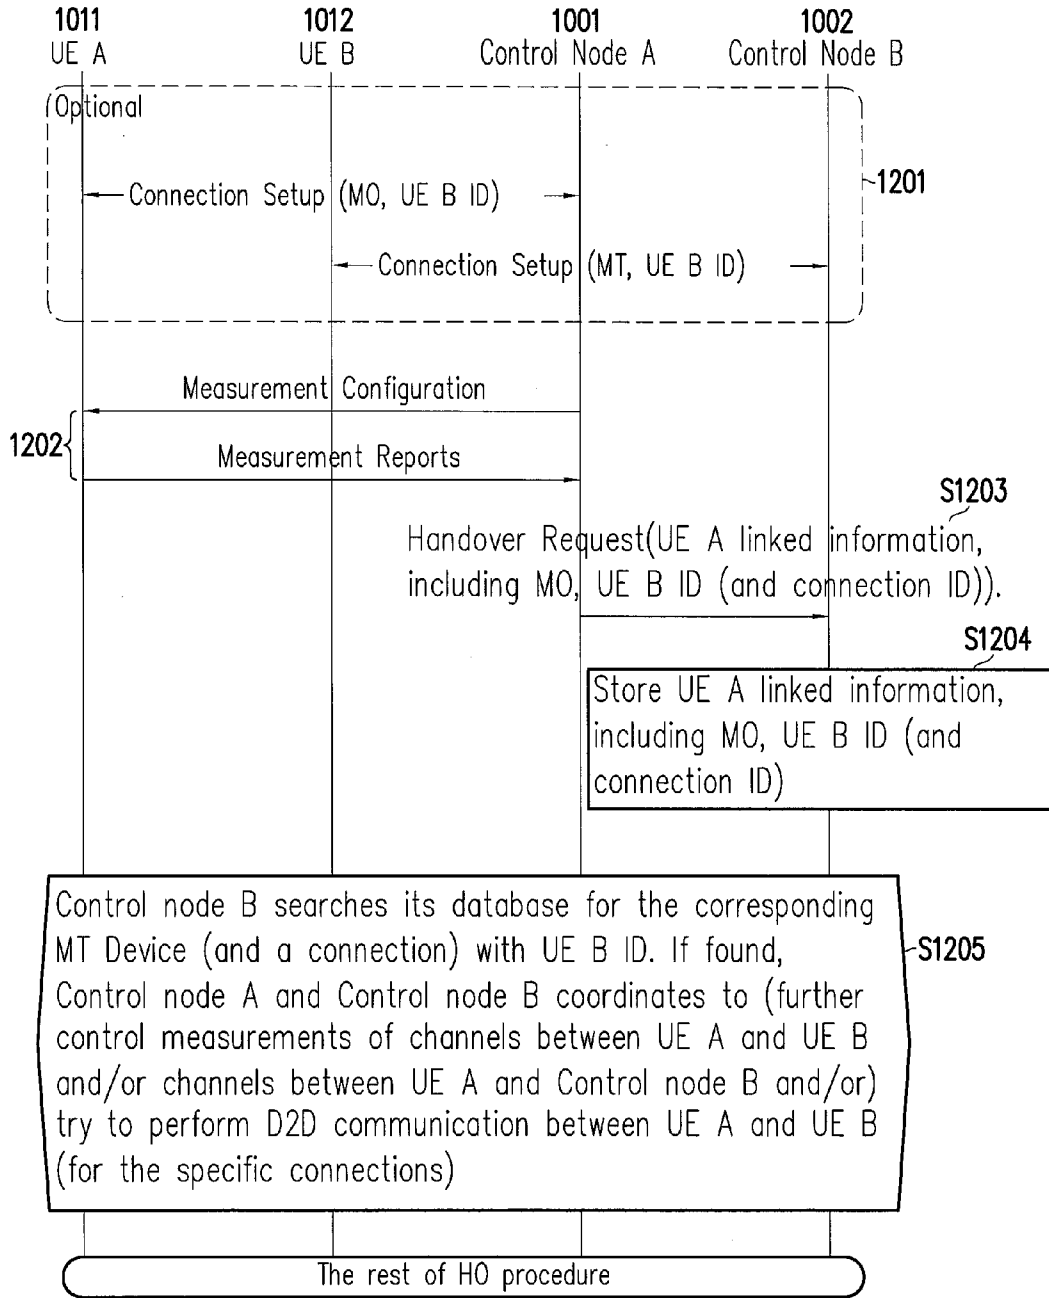 1011 1012 1001 1002
UE A UE B Control Node A Control Node B
Optional
1201
Connection Setup (MO, UE B ID)
Connection Setup (MT, UE B ID)
Measurement Configuration
1202
Measurement Reports
S1203
Handover Request(UE A linked information,
including MO, UE B ID (and connection ID)).
S1204
Store UE A linked information,
including MO, UE B ID (and
connection ID)
Control node B searches its database for the corresponding
MT Device (and a connection) with UE B ID. If found,
S1205
Control node A and Control node B coordinates to (further
control measurements of channels between UE A and UE B
and/or channels between UE A and Control node B and/or)
try to perform D2D communication between UE A and UE B
(for the specific connections)
The rest of HO procedure